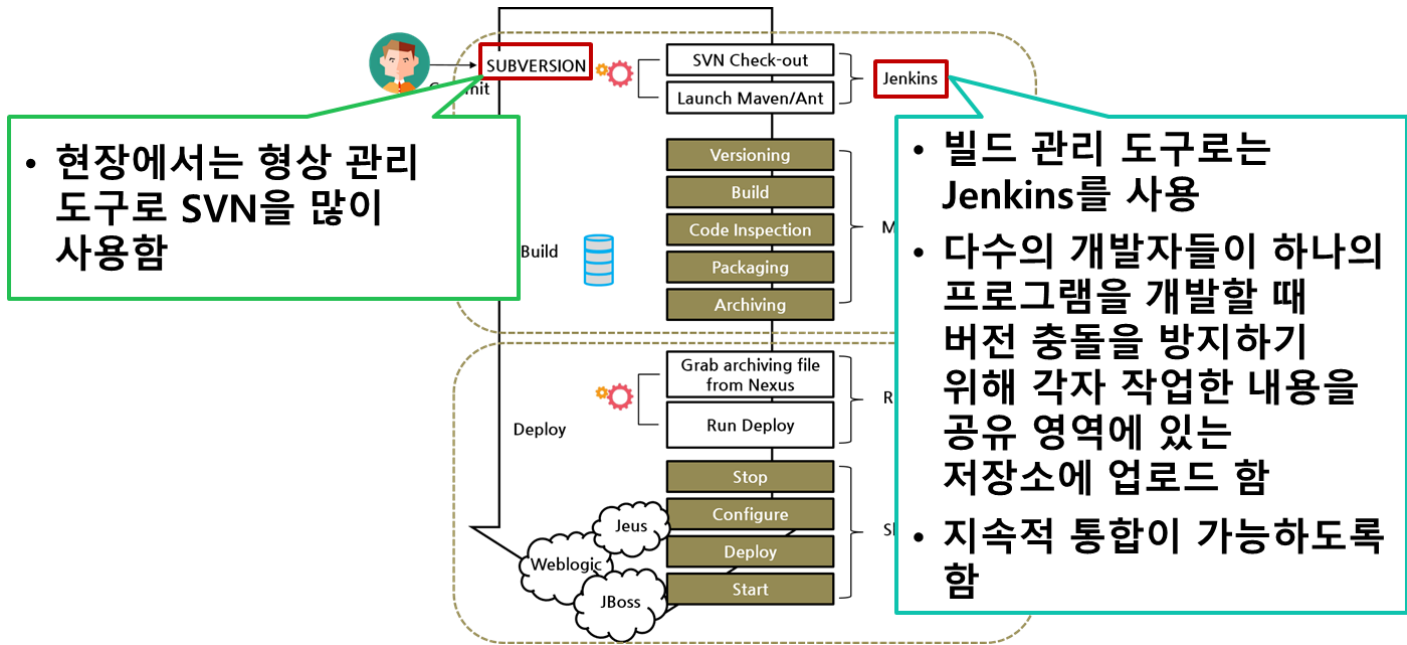 SUBVERSION
SVN Check-out
Launch Maven/Ant
Jenkins
• 현장에서는 형상 관리
도구로 SVN을 많이
사용함
Versioning
Build
Code Inspection
Packaging
Archiving
Build
• 빌드 관리 도구로는
Jenkins를 사용
• 다수의 개발자들이 하나의
프로그램을 개발할 때
버전 충돌을 방지하기
위해 각자 작업한 내용을
공유 영역에 있는
저장소에 업로드 함
• 지속적 통합이 가능하도록
함
Grab archiving file
from Nexus
Run Deploy
Deploy
Stop
Configure
Deploy
Start
Jeus
Weblogic
JBoss